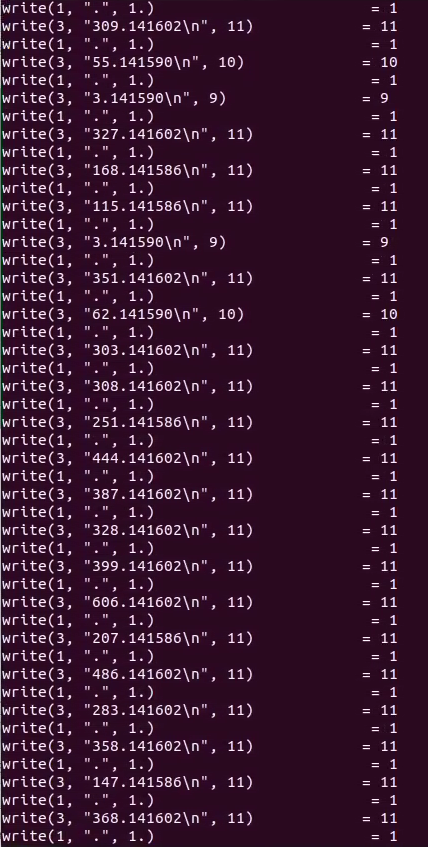 write(1, ".", 1.) = 1
write(3, "309.141602\n", 11) = 11
write(1, ".", 1.) = 1
write(3, "55.141590\n", 10) = 10
write(1, ".", 1.) = 1
write(3, "3.141590\n", 9) = 9
write(1, ".", 1.) = 1
write(3, "327.141602\n", 11) = 11
write(1, ".", 1.) = 1
write(3, "168.141586\n", 11) = 11
write(1, ".", 1.) = 1
write(3, "115.141586\n", 11) = 11
write(1, ".", 1.) = 1
write(3, "3.141590\n", 9) = 9
write(1, ".", 1.) = 1
write(3, "351.141602\n", 11) = 11
write(1, ".", 1.) = 1
write(3, "62.141590\n", 10) = 10
write(1, ".", 1.) = 1
write(3, "303.141602\n", 11) = 11
write(1, ".", 1.) = 1
write(3, "308.141602\n", 11) = 11
write(1, ".", 1.) = 1
write(3, "251.141586\n", 11) = 11
write(1, ".", 1.) = 1
write(3, "444.141602\n", 11) = 11
write(1, ".", 1.) = 1
write(3, "387.141602\n", 11) = 11
write(1, ".", 1.) = 1
write(3, "328.141602\n", 11) = 11
write(1, ".", 1.) = 1
write(3, "399.141602\n", 11) = 11
write(1, ".", 1.) = 1
write(3, "606.141602\n", 11) = 11
write(1, ".", 1.) = 1
write(3, "207.141586\n", 11) = 11
write(1, ".", 1.) = 1
write(3, "486.141602\n", 11) = 11
write(1, ".", 1.) = 1
write(3, "283.141602\n", 11) = 11
write(1, ".", 1.) = 1
write(3, "358.141602\n", 11) = 11
write(1, ".", 1.) = 1
write(3, "147.141586\n", 11) = 11
write(1, ".", 1.) = 1
write(3, "368.141602\n", 11) = 11
write(1, ".", 1.) = 1